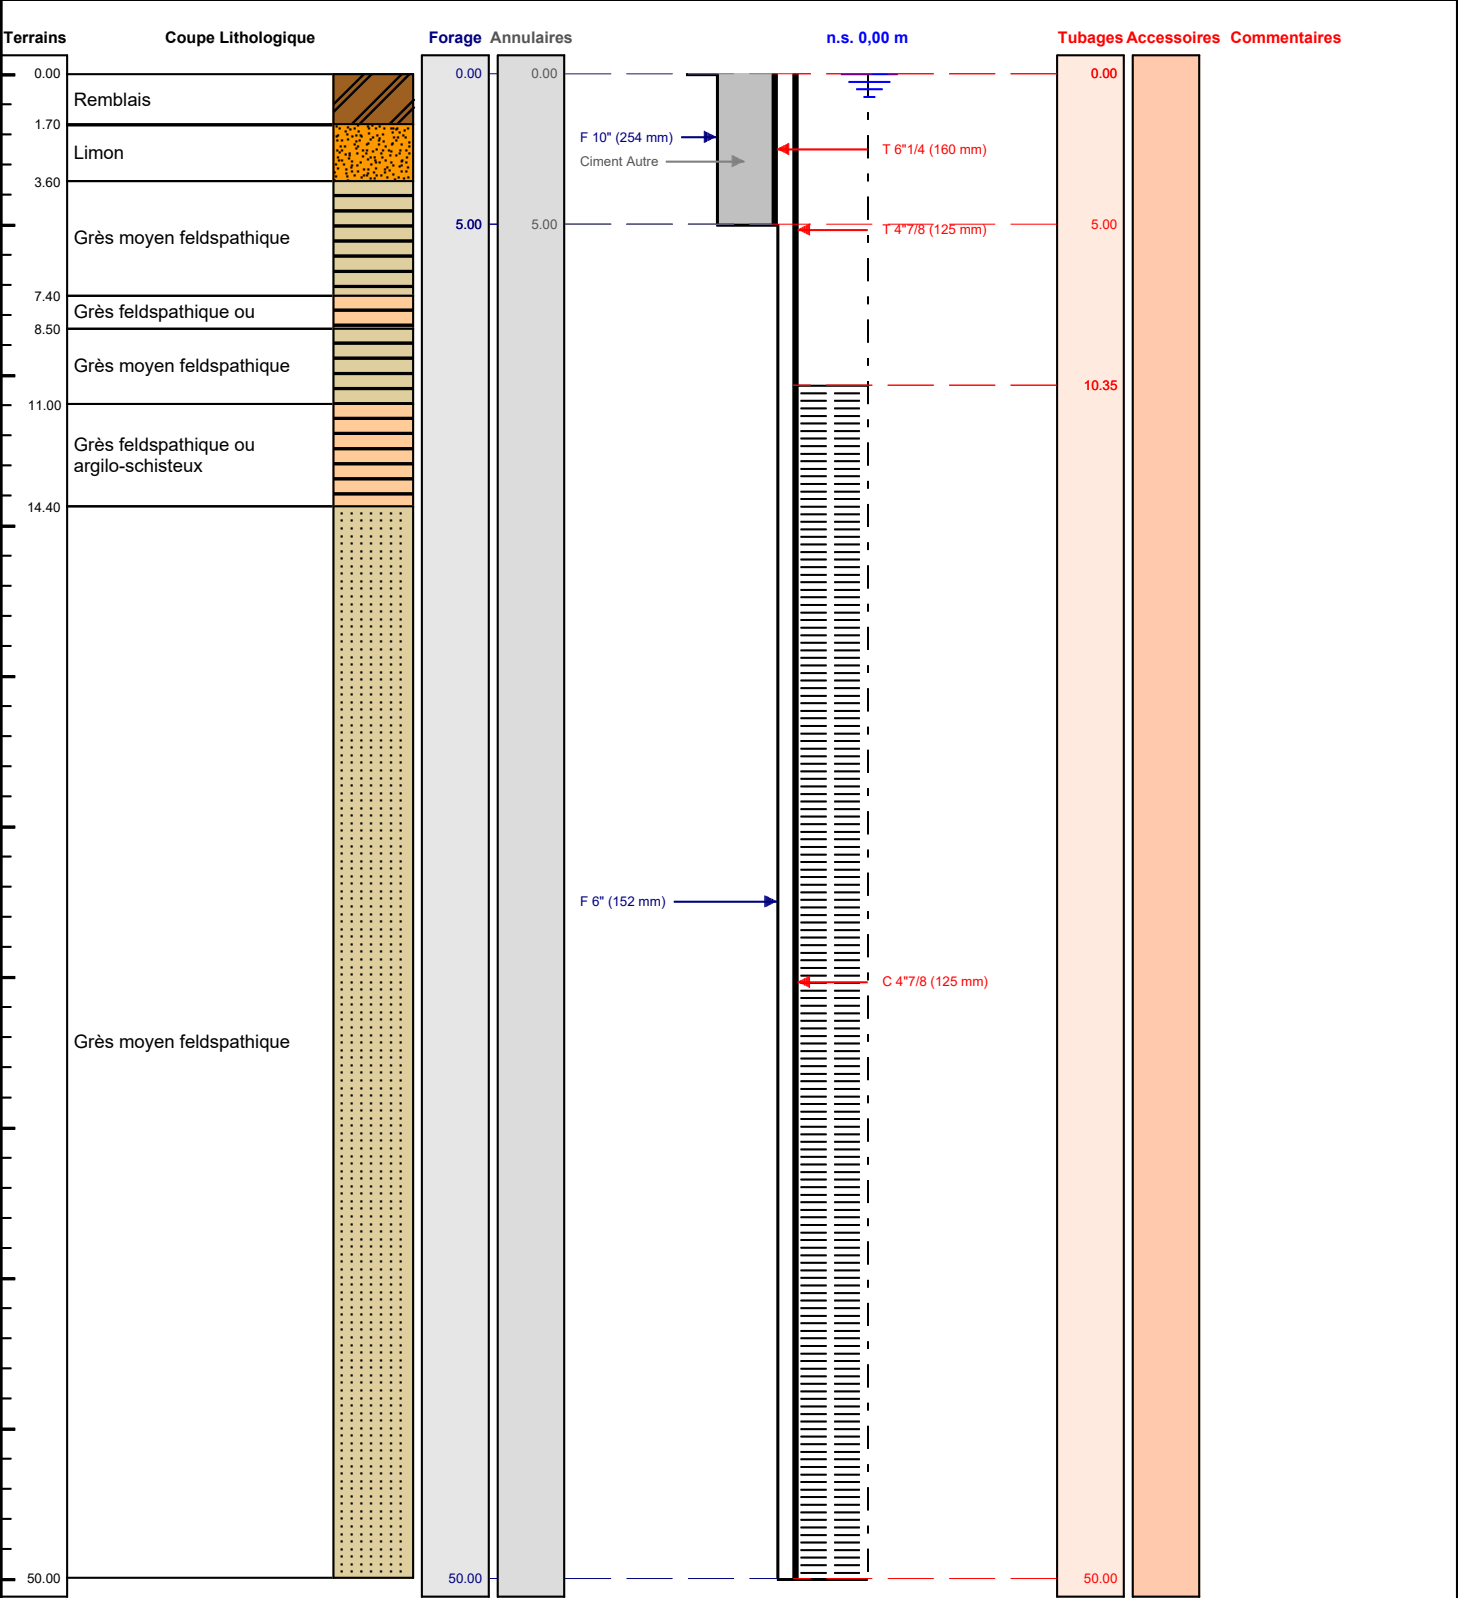 Terrains Coupe Lithologique Forage Annulaires n.s. 0,00 m Tubages Accessoires Commentaires
0.00 0.00 0.00 0.00
Remblais
1.70
F 10" (254 mm)
Limon T 6"1/4 (160 mm)
Ciment Autre
3.60
5.00 5.00 5.00
T 4"7/8 (125 mm)
Grès moyen feldspathique
7.40
Grès feldspathique ou
8.50
Grès moyen feldspathique
10.35
11.00
Grès feldspathique ou
argilo-schisteux
14.40
F 6" (152 mm)
C 4"7/8 (125 mm)
Grès moyen feldspathique
50.00 50.00 50.00